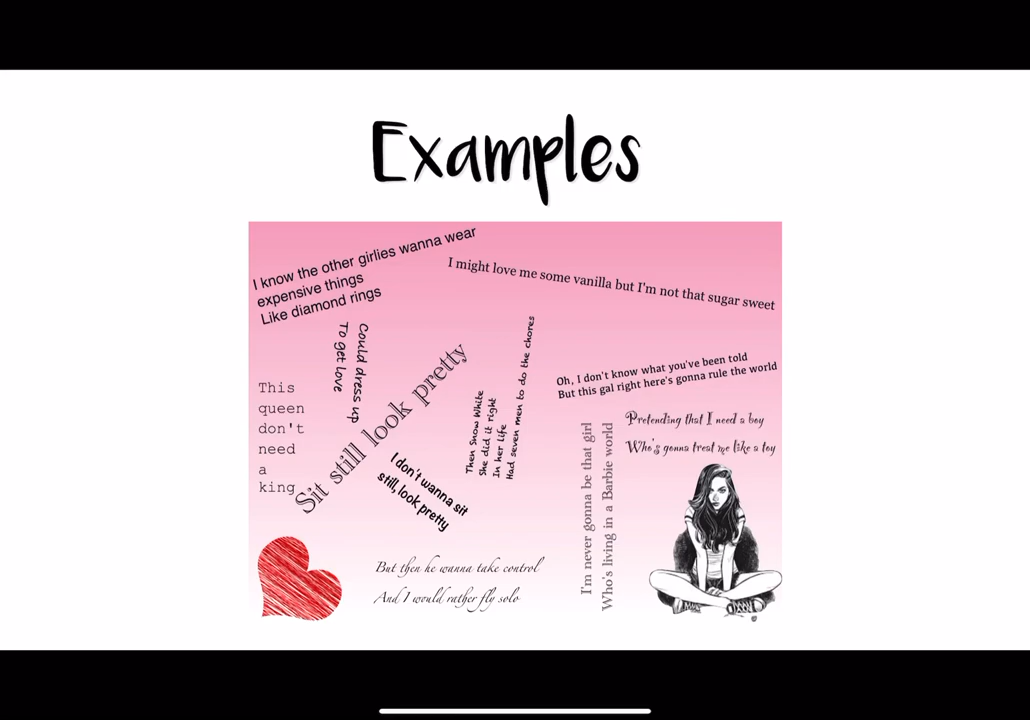 Examples
I know the other girlies wanna wear
expensive things
Like diamond rings
I might love me some vanilla but I'm not that sugar sweet
Could dress up
To get love
This
queen
don't
need
a
king
Sit still look pretty
I don't wanna sit
still, look pretty
Then Snow White
She did it right
In her life
Had seven men to do the chores
Oh, I don't know what you've been told
But this gal right here's gonna rule the world
Pretending that I need a boy
Who's gonna treat me like a toy
I'm never gonna be that girl
Who's living in a Barbie world
But then he wanna take control
And I would rather fly solo